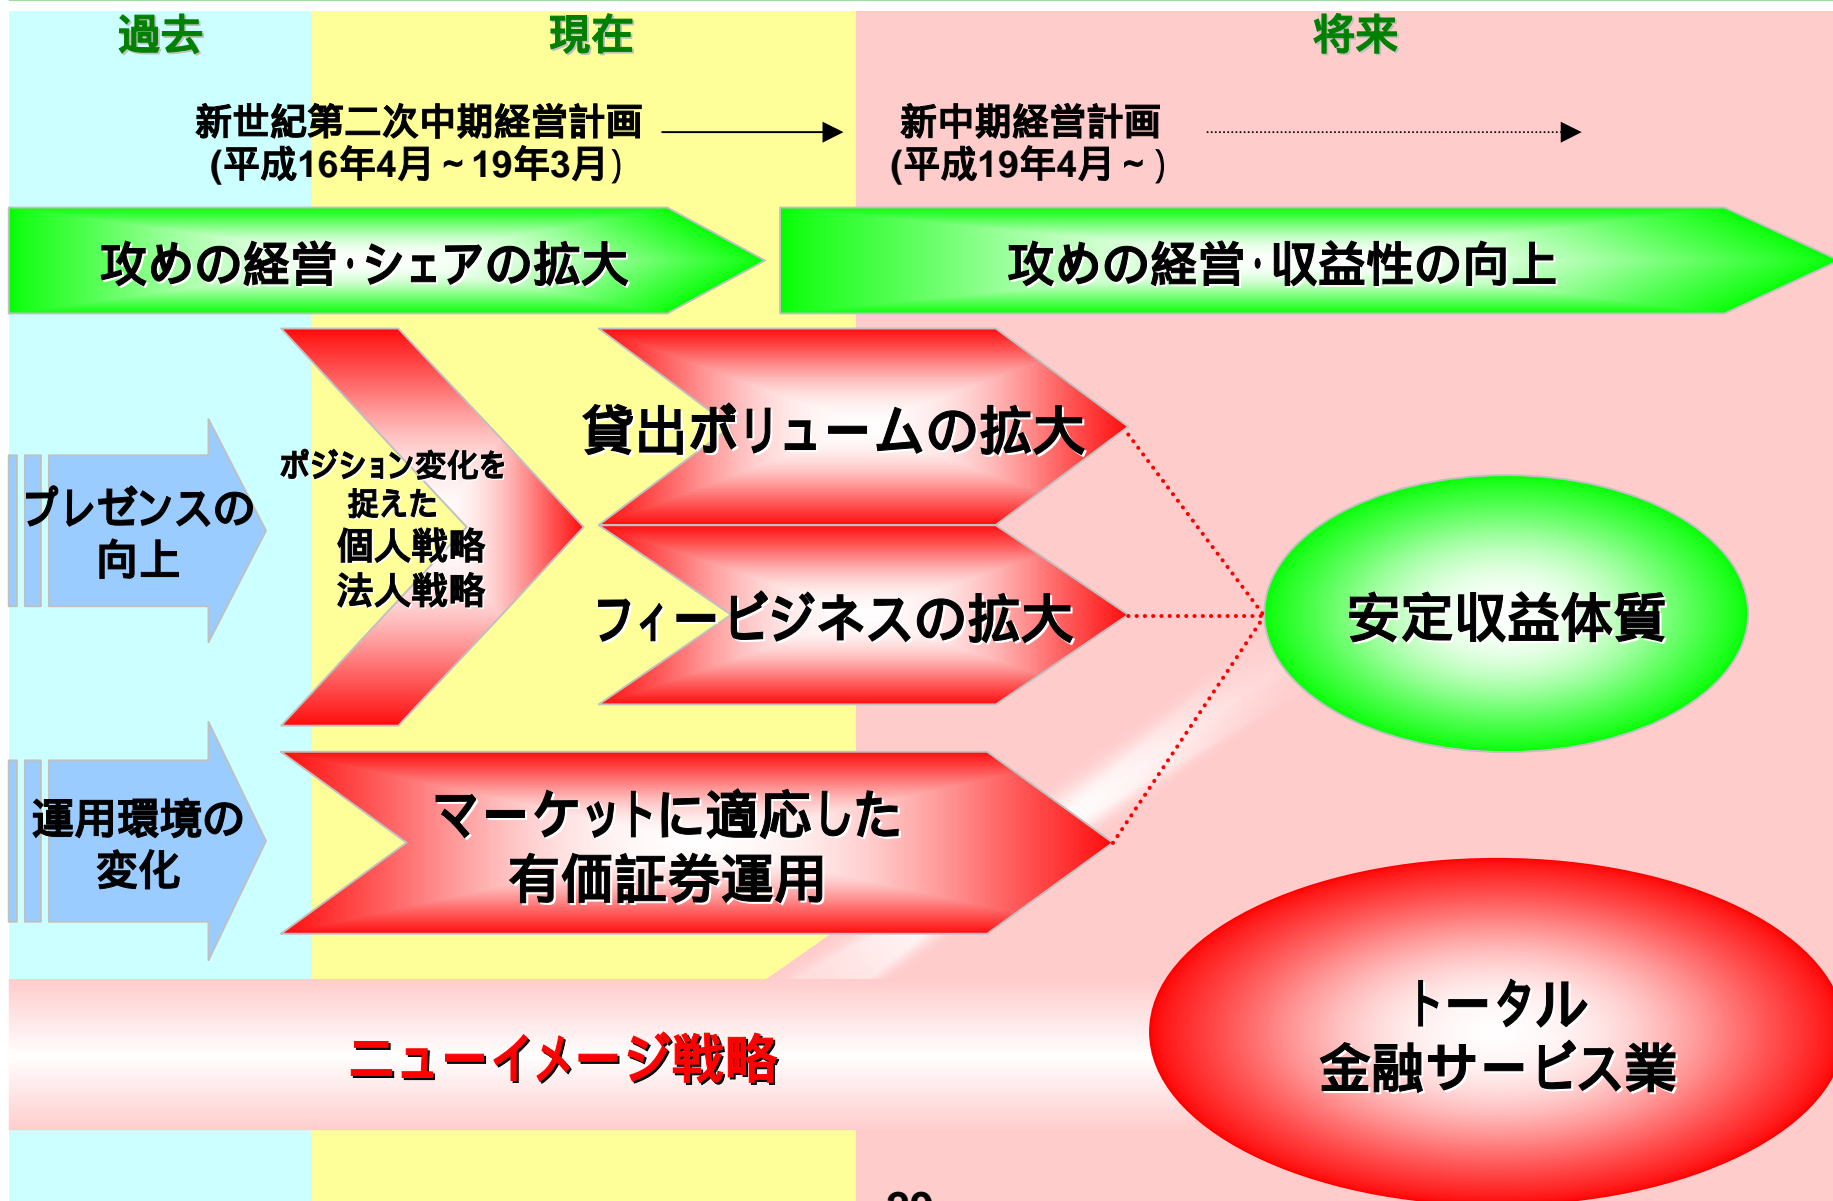 過去
現在
将来
新世紀第二次中期経営計画
(平成16年4月～19年3月)
新中期経営計画
(平成19年4月～)
攻めの経営・シェアの拡大
攻めの経営・収益性の向上
プレゼンスの
向上
ポジション変化を
捉えた
個人戦略
法人戦略
貸出ボリュームの拡大
フィービジネスの拡大
安定収益体質
運用環境の
変化
マーケットに適応した
有価証券運用
ニューイメージ戦略
トータル
金融サービス業